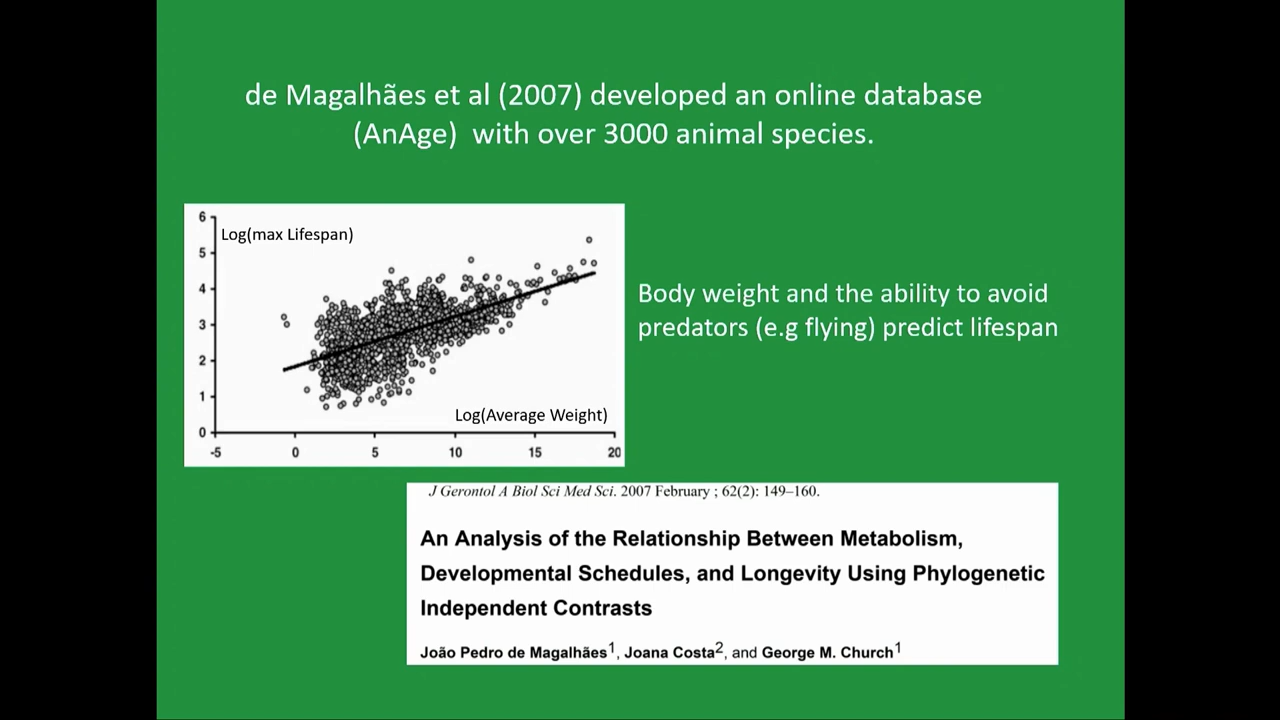 de Magalhães et al (2007) developed an online database
(AnAge) with over 3000 animal species.
6
5
4
3
2
1
0
Log(max Lifespan)
Log(Average Weight)
-5
0
5
10
15
20
Body weight and the ability to avoid
predators (e.g flying) predict lifespan
J Gerontol A Biol Sci Med Sci. 2007 February ; 62(2): 149–160.
An Analysis of the Relationship Between Metabolism,
Developmental Schedules, and Longevity Using Phylogenetic
Independent Contrasts
João Pedro de Magalhães1, Joana Costa2, and George M. Church1